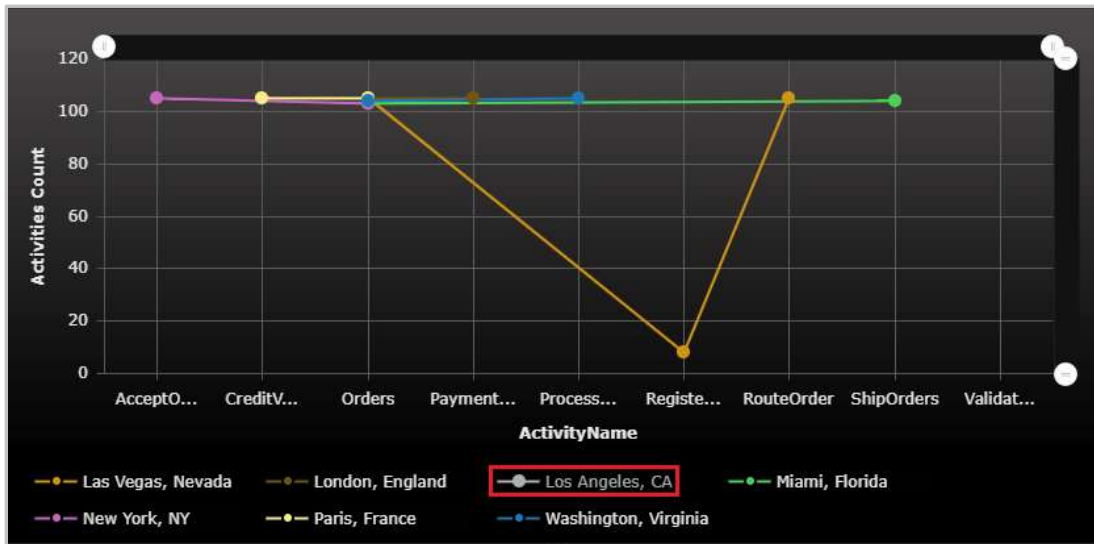 120
100
80
60
40
20
0
Activities Count
AcceptO... CreditV... Orders Payment... Process... Registe... RouteOrder ShipOrders Validat...
ActivityName
Las Vegas, Nevada London, England Los Angeles, CA Miami, Florida
New York, NY Paris, France Washington, Virginia